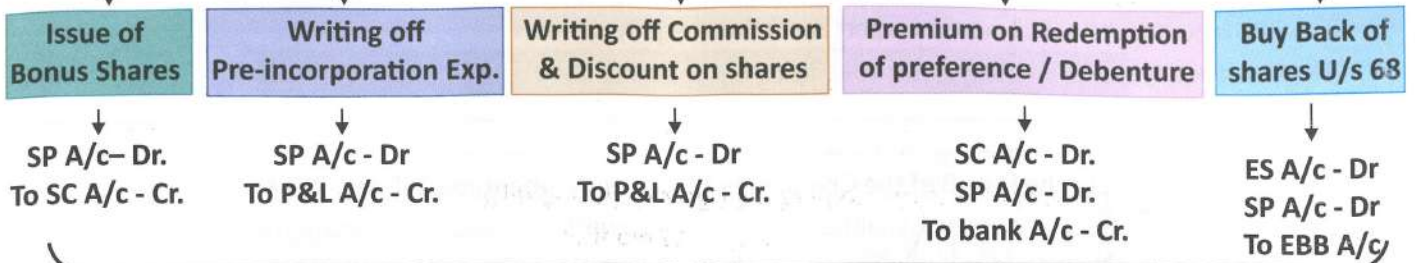 Issue of
Bonus Shares
SP A/c– Dr.
To SC A/c - Cr.
Writing off
Pre-incorporation Exp.
SP A/c - Dr
To P&L A/c - Cr.
Writing off Commission
& Discount on shares
SP A/c - Dr
To P&L A/c - Cr.
Premium on Redemption
of preference / Debenture
SC A/c - Dr.
SP A/c - Dr.
To bank A/c - Cr.
Buy Back of
shares U/s 68
ES A/c - Dr
SP A/c - Dr
To EBB A/c